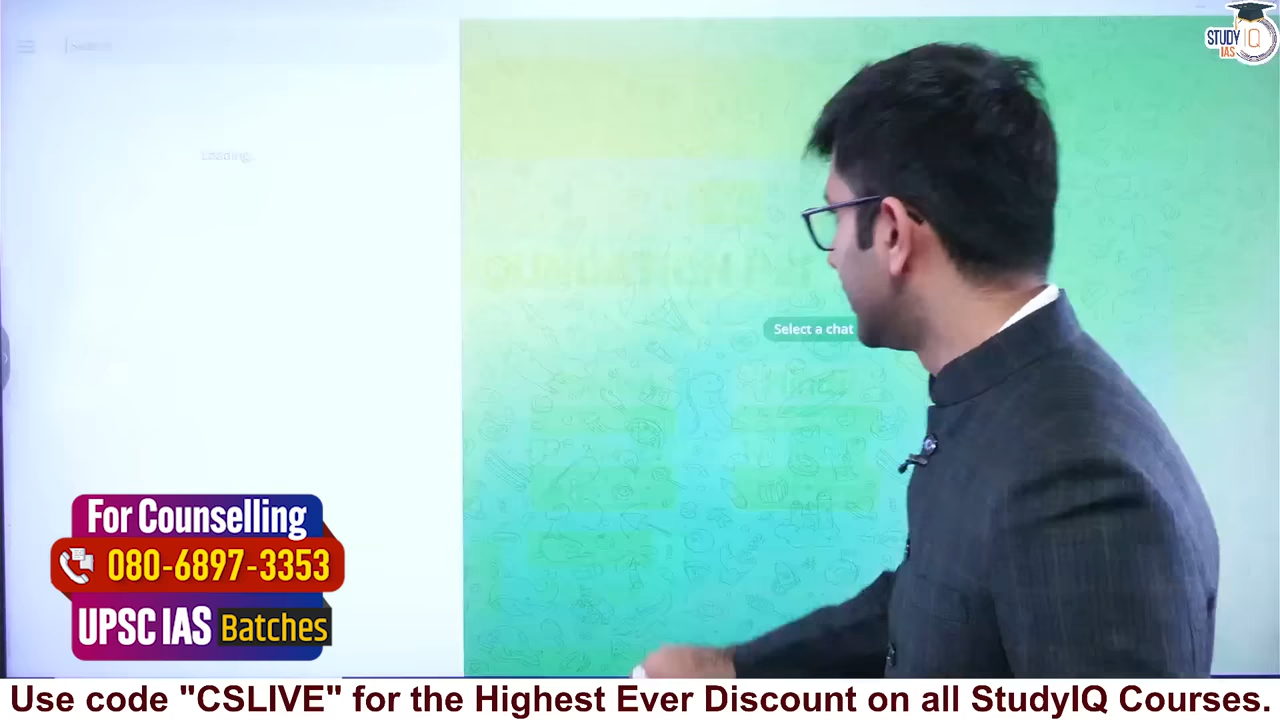 STUDY IQ
IAS
Search
Loading
Select a chat
For Counselling
080-6897-3353
UPSC IAS Batches
Use code "CSLIVE" for the Highest Ever Discount on all StudyIQ Courses.